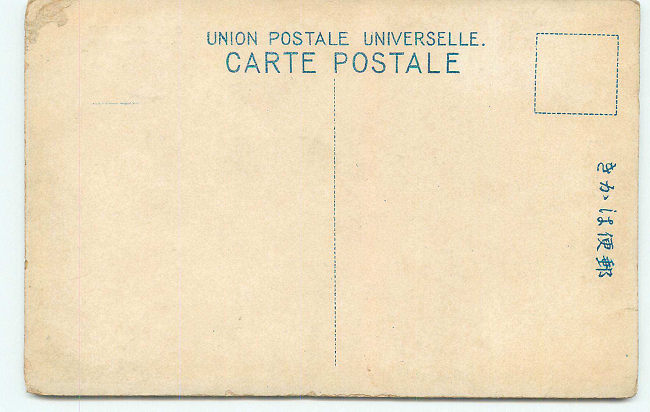 UNION POSTALE UNIVERSELLE.
CARTE POSTALE
郵便はかき